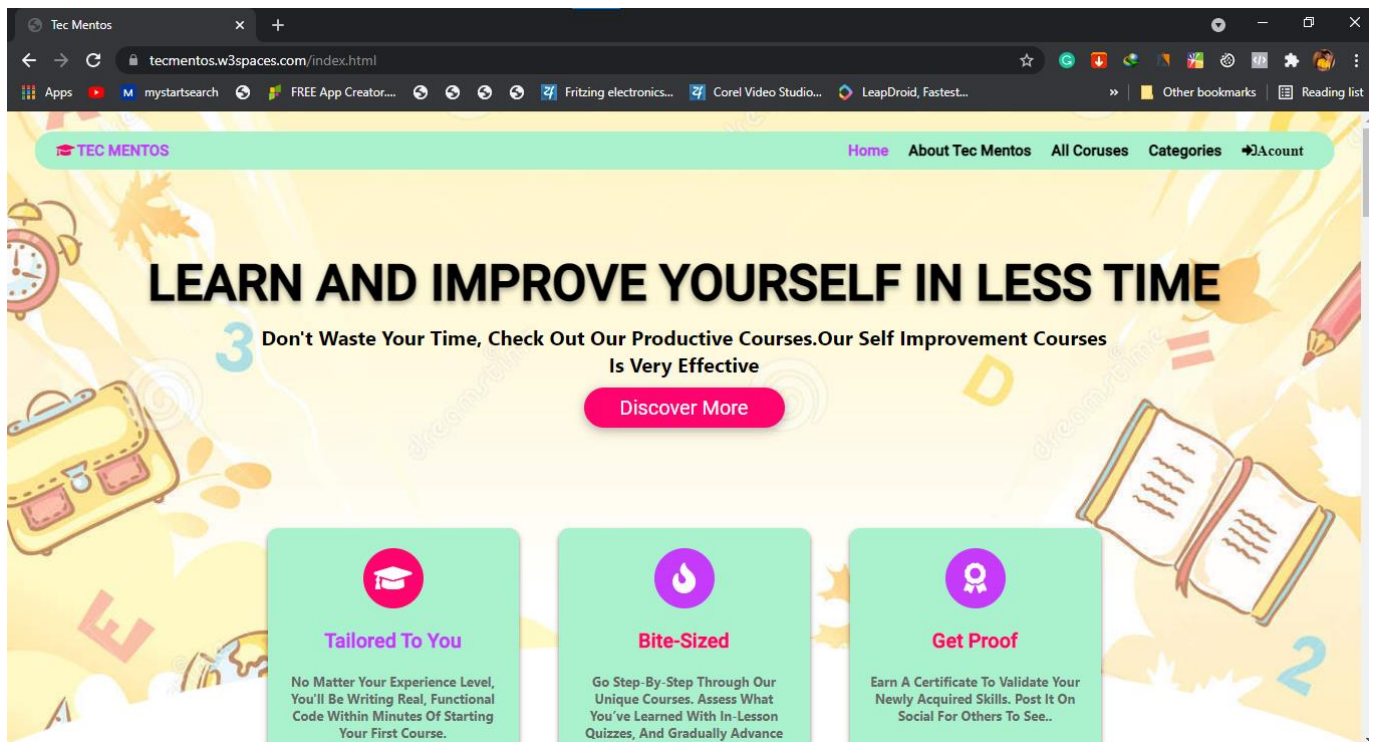 Tec Mentos
tecmentos.w3spaces.com/index.html
Apps mystartsearch FREE App Creator.... Fritzing electronics... Corel Video Studio... LeapDroid, Fastest... » Other bookmarks Reading list
TEC MENTOS Home About Tec Mentos All Coruses Categories Acount
LEARN AND IMPROVE YOURSELF IN LESS TIME
Don't Waste Your Time, Check Out Our Productive Courses.Our Self Improvement Courses
Is Very Effective
Discover More
Tailored To You
No Matter Your Experience Level,
You'll Be Writing Real, Functional
Code Within Minutes Of Starting
Your First Course.
Bite-Sized
Go Step-By-Step Through Our
Unique Courses. Assess What
You've Learned With In-Lesson
Quizzes, And Gradually Advance
Get Proof
Earn A Certificate To Validate Your
Newly Acquired Skills. Post It On
Social For Others To See..
3
D
E
A
2
dreamstime